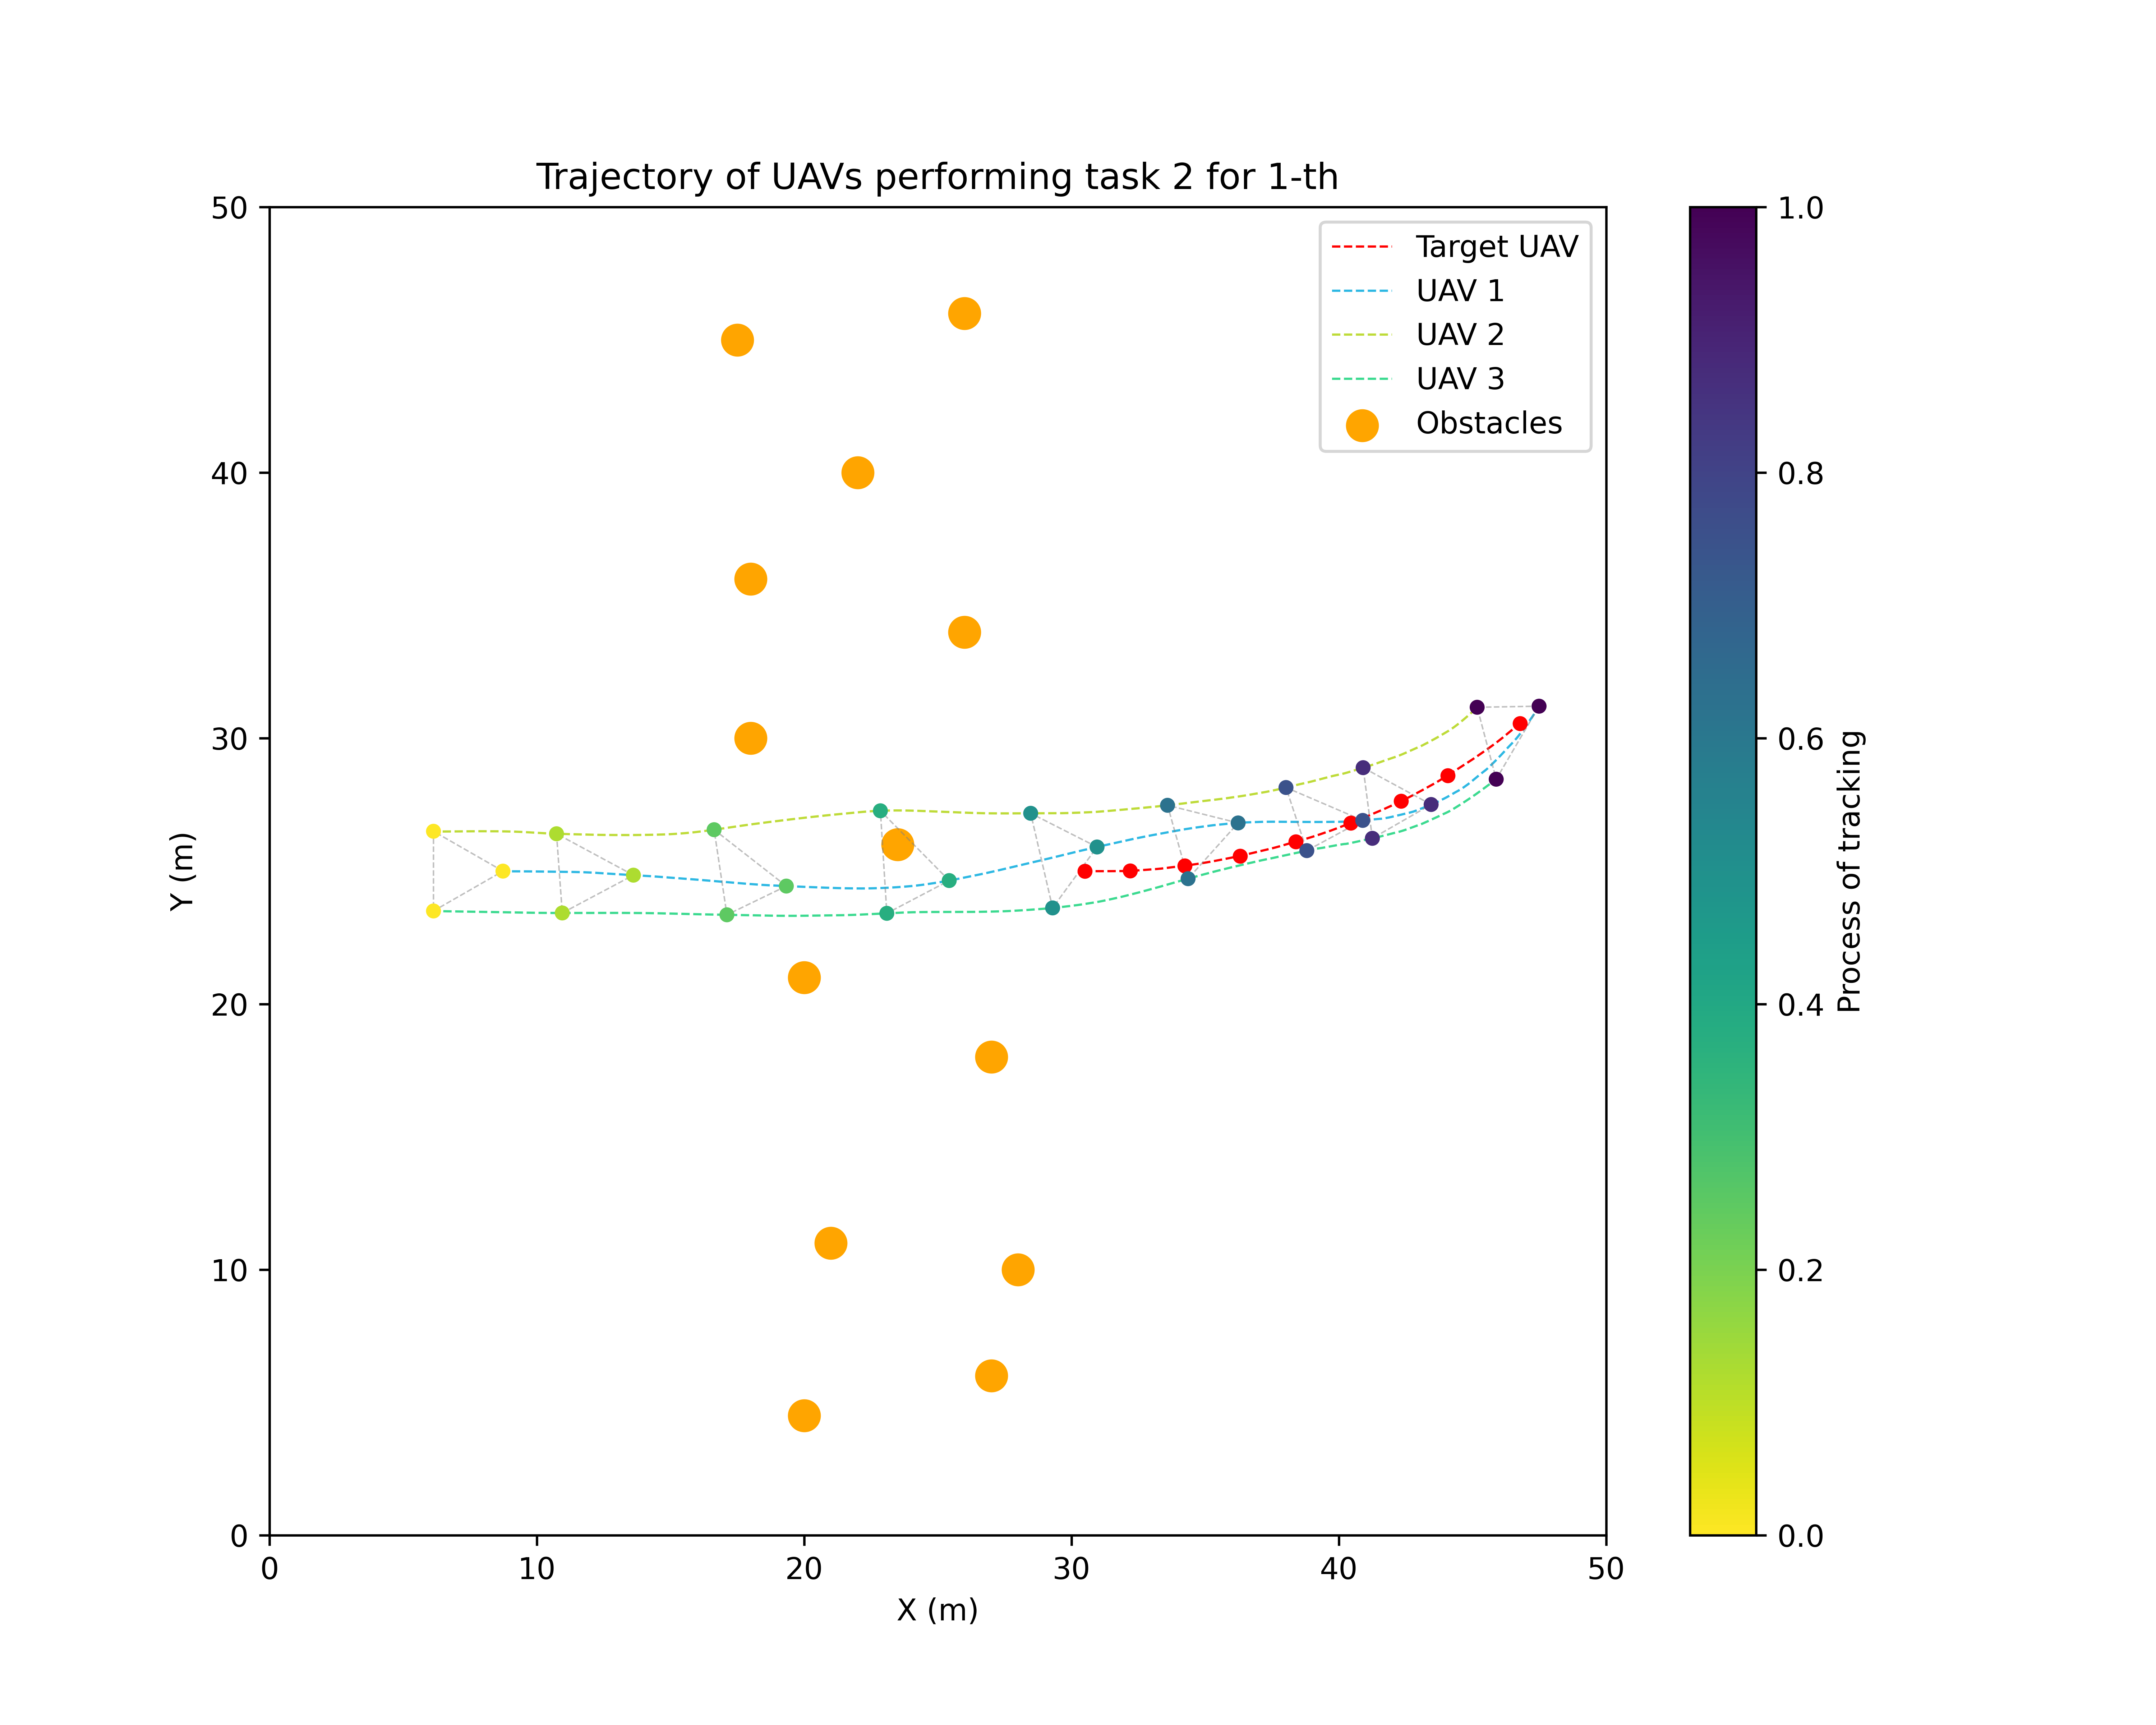 Trajectory of UAVs performing task 2 for 1-th
Target UAV
UAV 1
UAV 2
UAV 3
Obstacles
50
40
30
20
10
0
Y (m)
0
10
20
30
40
50
X (m)
1.0
0.8
0.6
0.4
0.2
0.0
Process of tracking